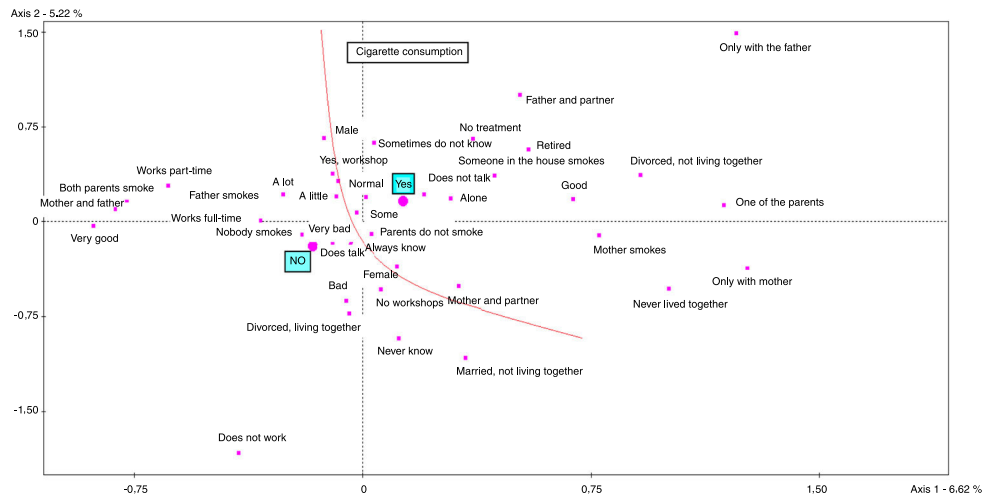 Axis 2 - 5.22 %
1.50
Only with the father
Cigarette consumption
Father and partner
0.75
Male
No treatment
Sometimes do not know
Retired
Yes, workshop
Someone in the house smokes
Divorced, not living together
Works part-time
Does not talk
Both parents smoke
A lot
Normal
Yes
Good
Mother and father
Father smokes
A little
Alone
One of the parents
0
Works full-time
Some
Very good
Nobody smokes
Very bad
Parents do not smoke
Always know
Mother smokes
NO
Does talk
Female
Only with mother
Bad
No workshops
Mother and partner
Never lived together
-0.75
Divorced, living together
Never know
Married, not living together
-1,50
Does not work
-0.75
0
0.75
1,50
Axis 1 - 6.62 %